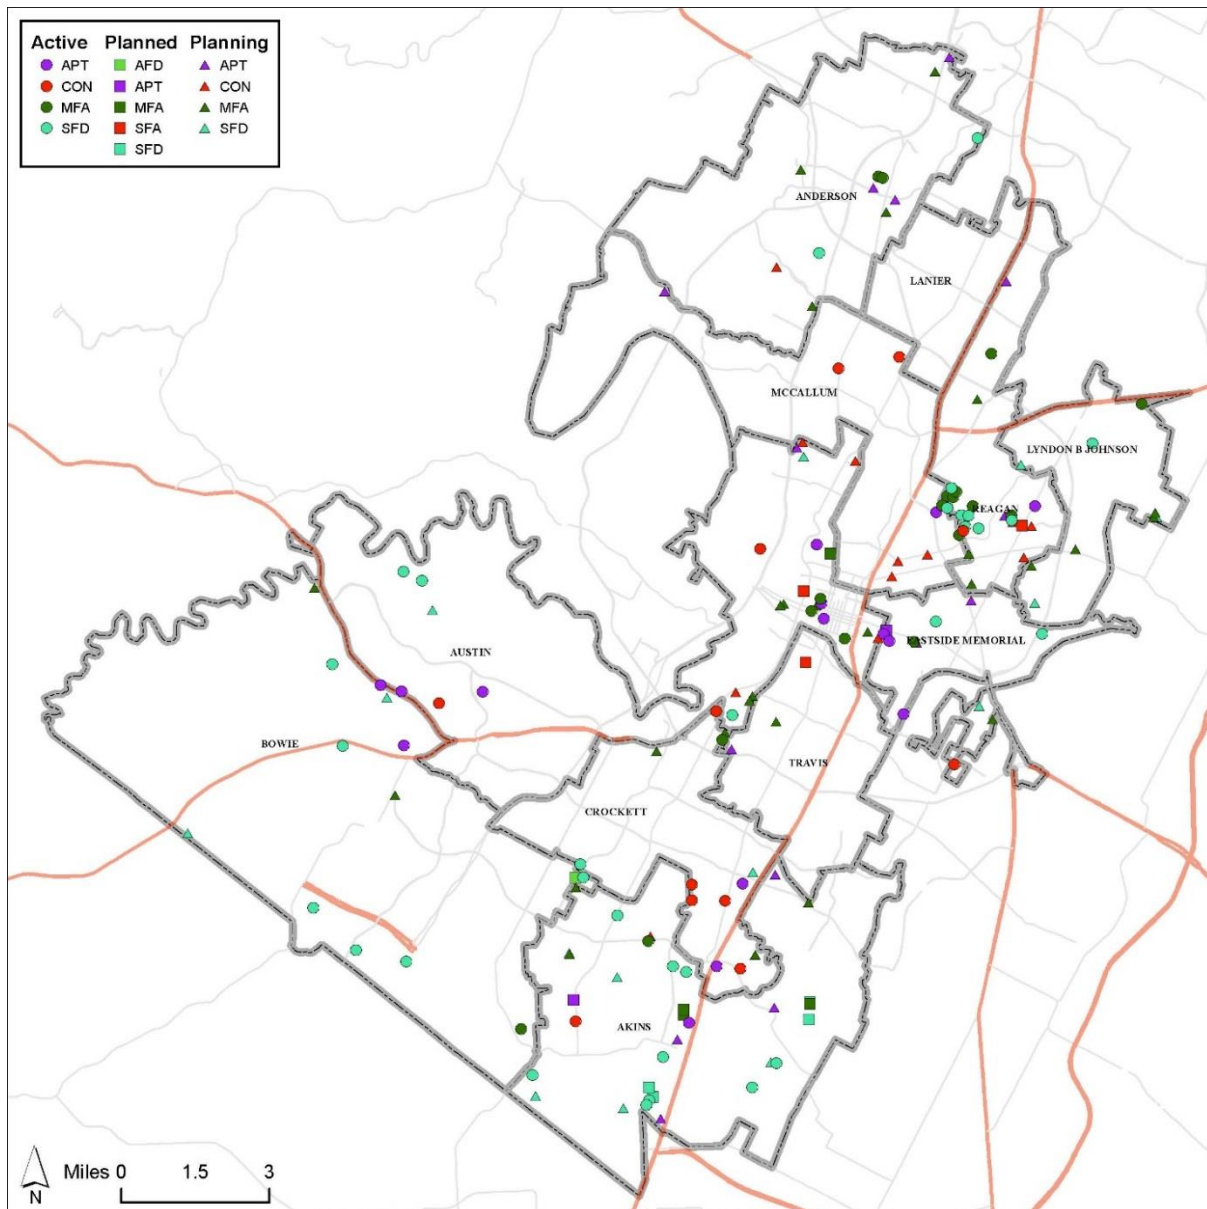 Active Planned Planning
APT AFD APT
CON APT CON
MFA MFA MFA
SFD SFA SFD
SFD
ANDERSON
LANIER
MCCALLUM
LYNDON B JOHNSON
REAGAN
EASTSIDE MEMORIAL
AUSTIN
BOWIE
TRAVIS
CROCKETT
AKINS
Miles 0 1.5 3
N